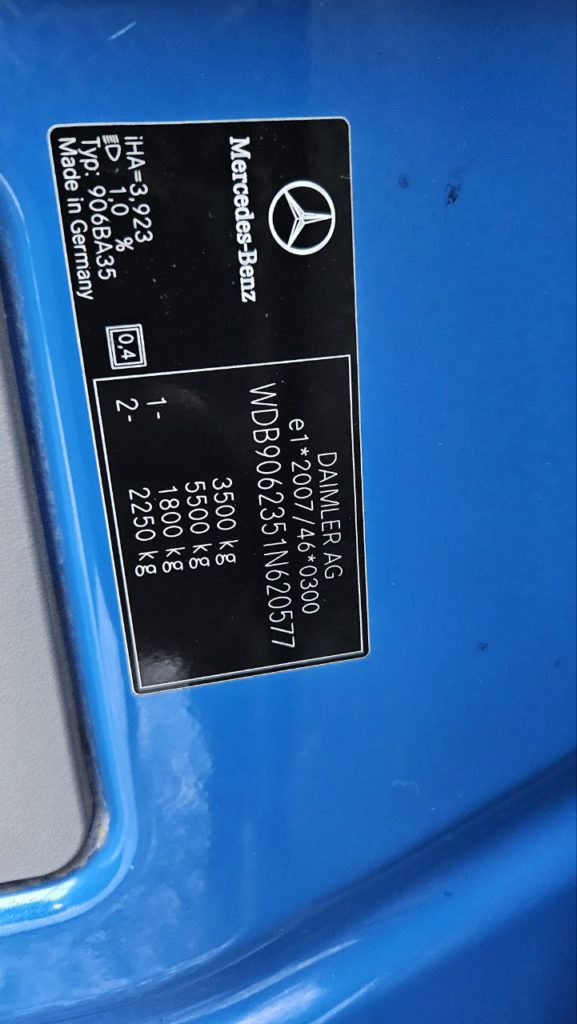 Mercedes-Benz
iHA=3,923
1,0 %
Typ: 906BA35
Made in Germany
0,4
DAIMLER AG
e1*2007/46*0300
WDB9062351N620577
3500 kg
5500 kg
1- 1800 kg
2- 2250 kg